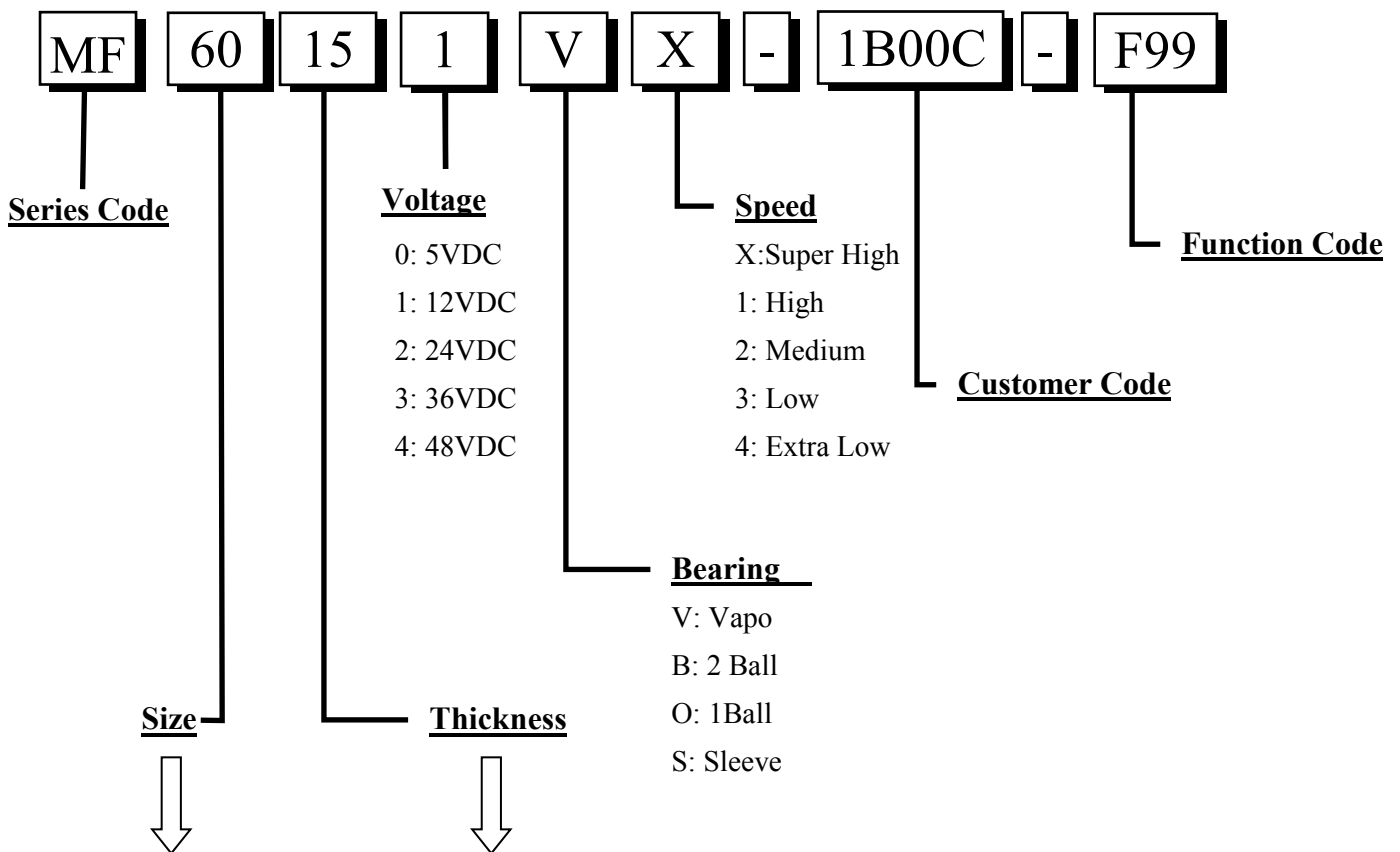 MF 60 15 1 V X - 1B00C - F99
Series Code
Voltage
0: 5VDC
1: 12VDC
2: 24VDC
3: 36VDC
4: 48VDC
Speed
X:Super High
1: High
2: Medium
3: Low
4: Extra Low
Function Code
Customer Code
Bearing
V: Vapo
B: 2 Ball
O: 1Ball
S: Sleeve
Size
Thickness